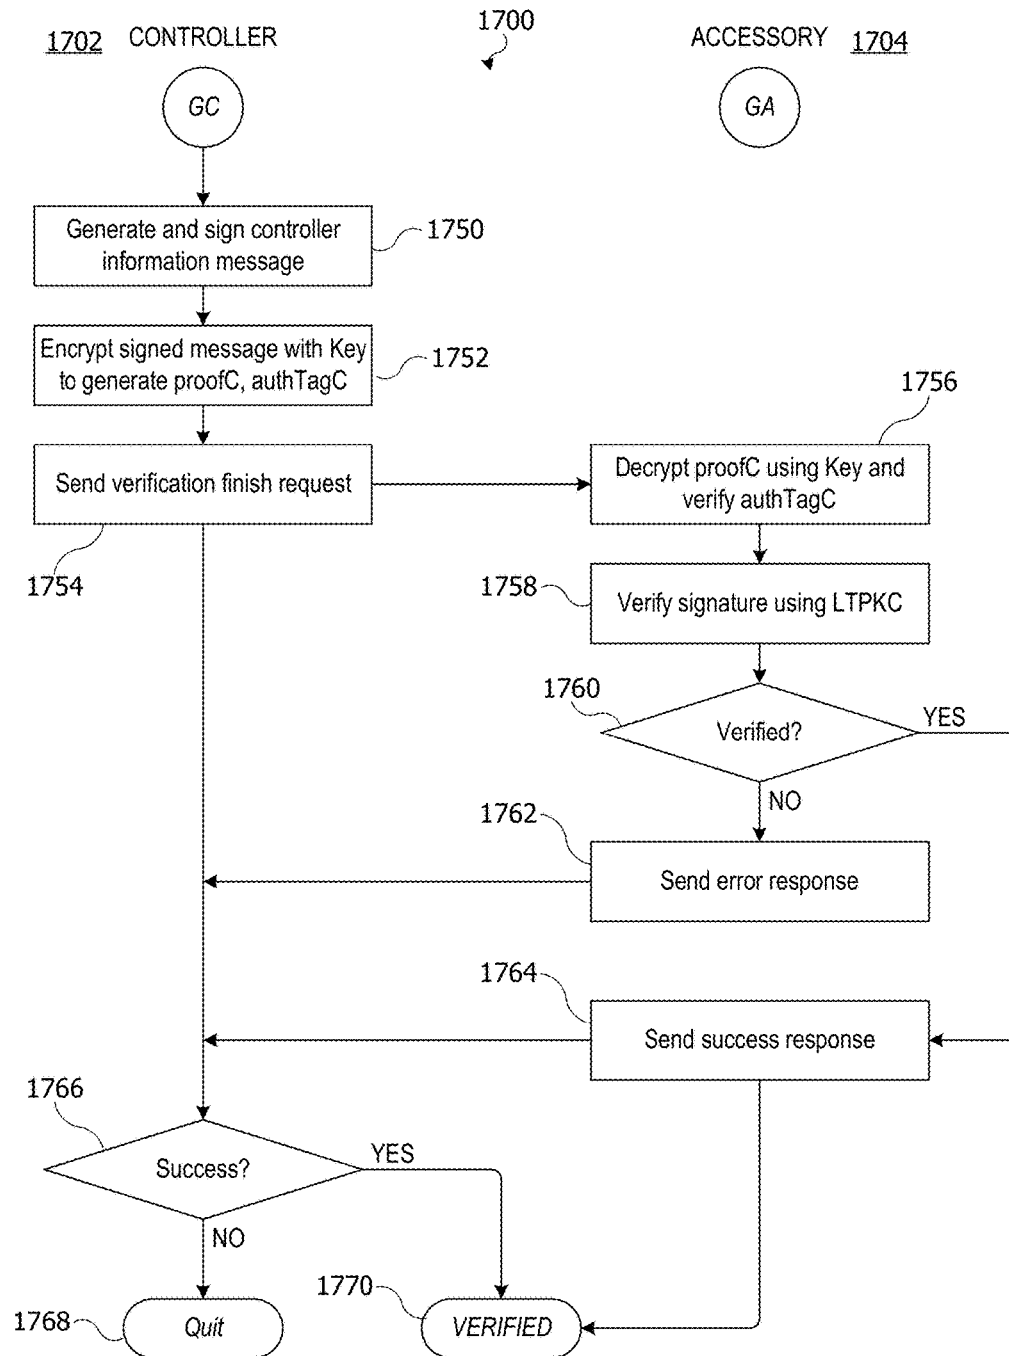 1700
1702 CONTROLLER
ACCESSORY 1704
GC
GA
Generate and sign controller
information message
1750
Encrypt signed message with Key
to generate proofC, authTagC
1752
1756
Send verification finish request
Decrypt proofC using Key and
verify authTagC
1754
1758
Verify signature using LTPKC
1760
Verified?
YES
NO
1762
Send error response
1764
Send success response
1766
Success?
YES
NO
1768
Quit
1770
VERIFIED